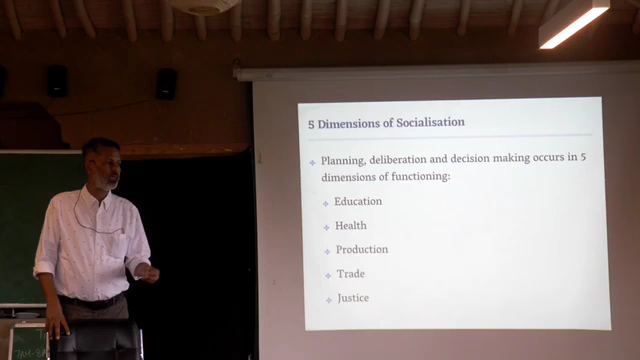 5 Dimensions of Socialisation
Planning, deliberation and decision making occurs in 5
dimensions of functioning:
Education
Health
Production
Trade
Justice